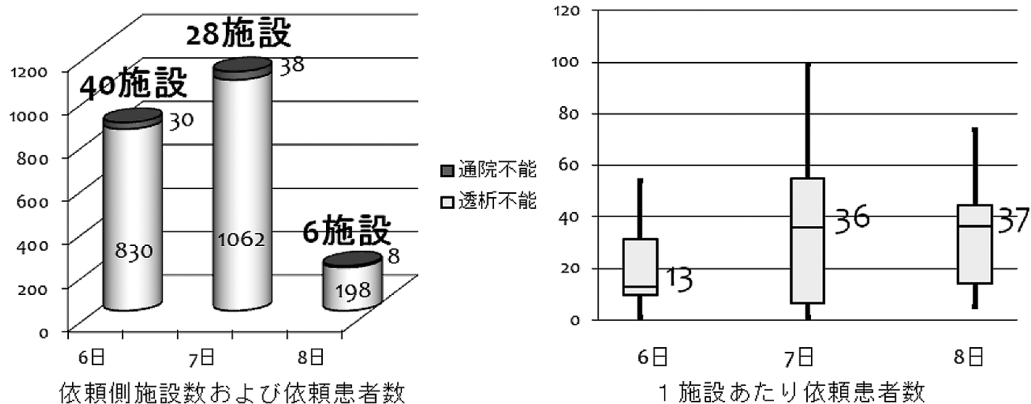 28施設
40施設
38
30
6施設
8
830
1062
198
1200
1000
800
600
400
200
0
6日
7日
8日
依頼側施設数および依頼患者数
通院不能
透析不能
120
100
80
60
40
20
0
13
36
37
6日
7日
8日
1施設あたり依頼患者数